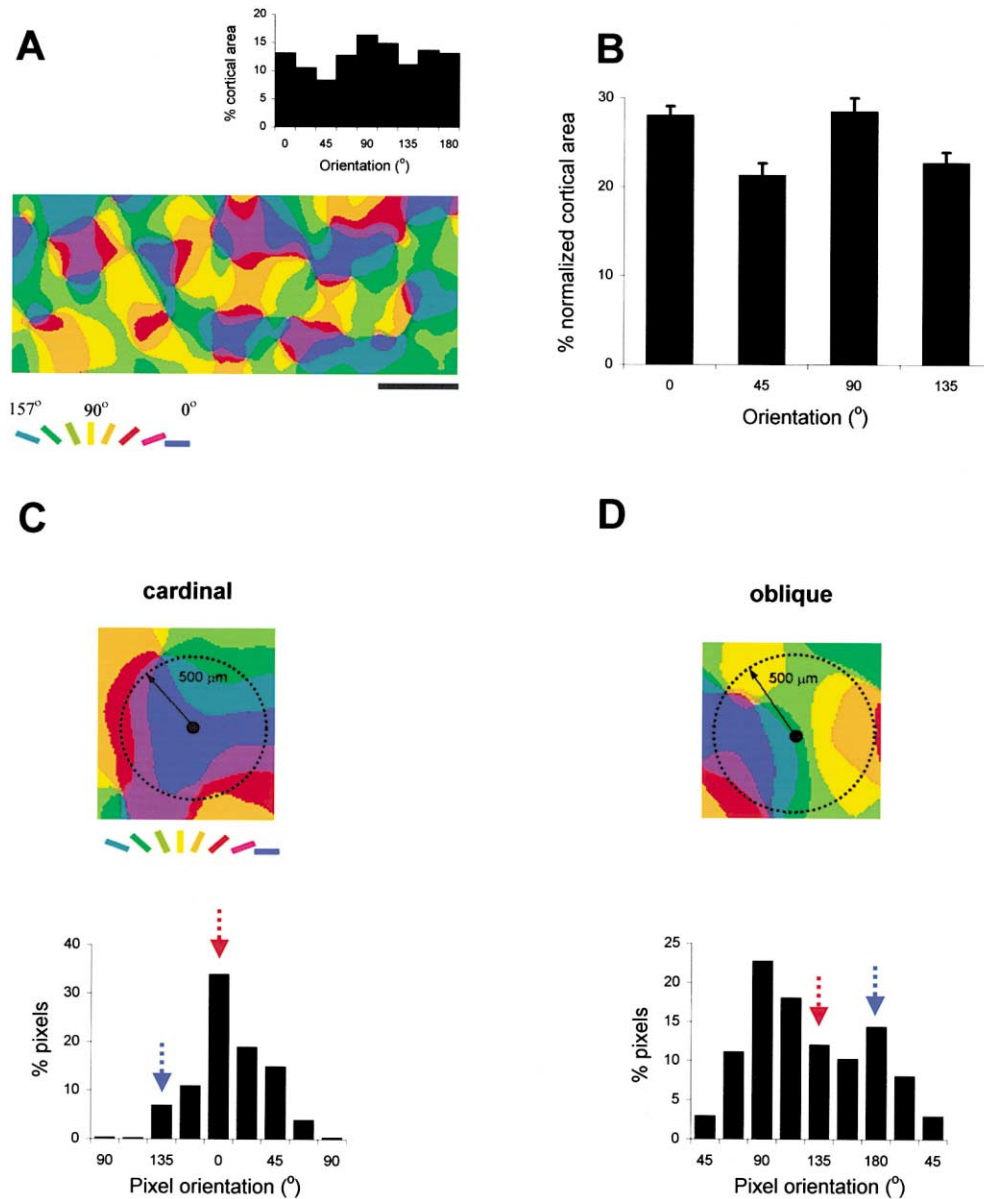 A
20
15
10
5
0
% cortical area
0 45 90 135 180
Orientation (°)
157° 90° 0°
B
30
20
10
0
% normalized cortical area
0 45 90 135
Orientation (°)
C
cardinal
500 µm
40
30
20
10
0
% pixels
90 135 0 45 90
Pixel orientation (°)
D
oblique
500 µm
25
20
15
10
5
0
% pixels
45 90 135 180 45
Pixel orientation (°)